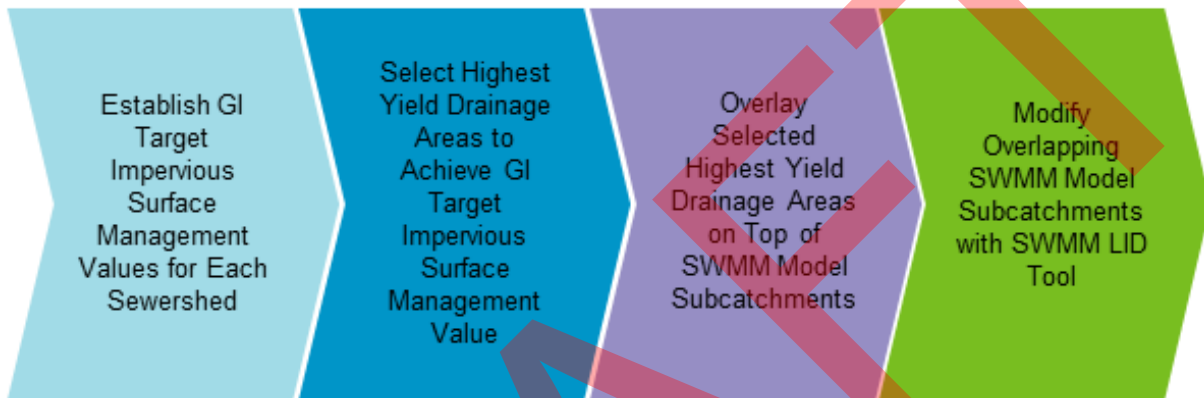 Establish GI
Target
Impervious
Surface
Management
Values for Each
Sewershed
Select Highest
Yield Drainage
Areas to
Achieve GI
Target
Impervious
Surface
Management
Value
Overlay
Selected
Highest Yield
Drainage Areas
on Top of
SWMM Model
Subcatchments
Modify
Overlapping
SWMM Model
Subcatchments
with SWMM LID
Tool